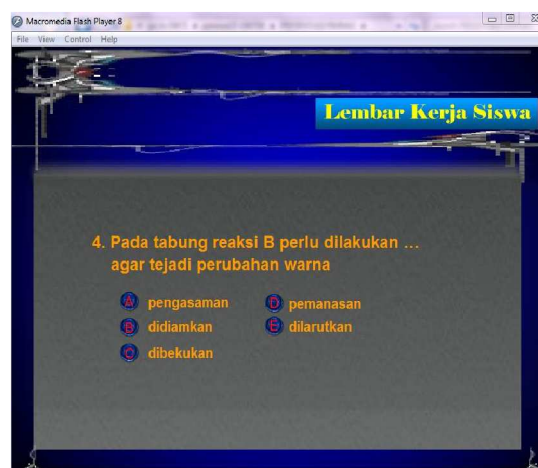 Macromedia Flash Player 8
File View Control Help
Lembar Kerja Siswa
4. Pada tabung reaksi B perlu dilakukan ...
agar tejadi perubahan warna
A pengasaman
D pemanasan
B didiamkan
E dilarutkan
C dibekukan